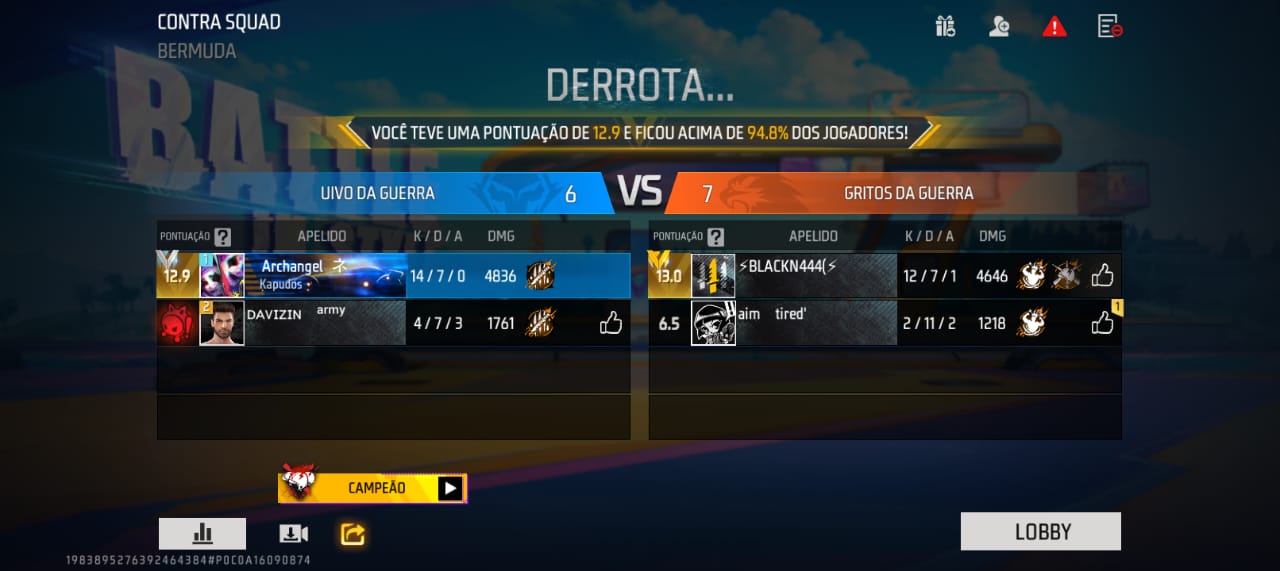 CONTRA SQUAD
BERMUDA
DERROTA...
VOCÊ TEVE UMA PONTUAÇÃO DE 12.9 E FICOU ACIMA DE 94.8% DOS JOGADORES!
UIVO DA GUERRA 6 VS 7 GRITOS DA GUERRA
PONTUAÇÃO ? APELIDO K / D / A DMG
PONTUAÇÃO ? APELIDO K / D / A DMG
12.9 1 Archangel ネ 14 / 7 / 0 4836
Kapudos
13.0 ⚡BLACKN444(⚡ 12 / 7 / 1 4646
2 DAVIZIN army 4 / 7 / 3 1761
6.5 aim tired' 2 / 11 / 2 1218 1
CAMPEÃO
LOBBY
1983895276392464384#POCOA16090874